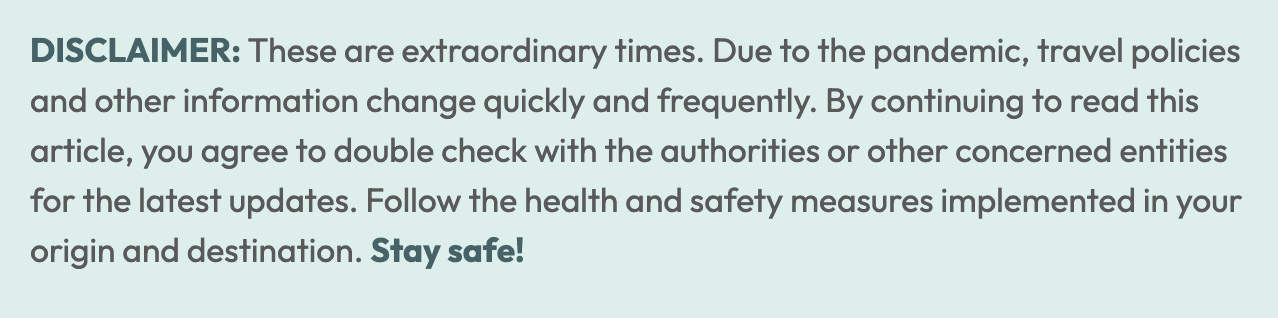 DISCLAIMER: These are extraordinary times. Due to the pandemic, travel policies
and other information change quickly and frequently. By continuing to read this
article, you agree to double check with the authorities or other concerned entities
for the latest updates. Follow the health and safety measures implemented in your
origin and destination. Stay safe!